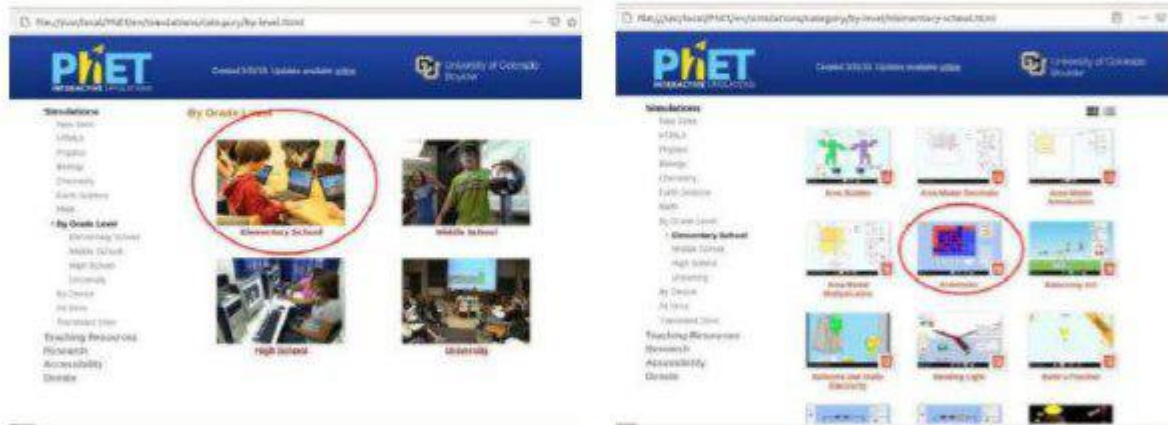 PhET
INTERACTIVE SIMULATIONS
University of Colorado
Boulder
Simulations
New Sims
HTML5
Physics
Biology
Chemistry
Earth Science
Math
By Grade Level
Elementary School
Middle School
High School
University
By Device
All Sims
Translated Sims
Teaching Resources
Research
Accessibility
Donate
By Grade Level
Elementary School
Middle School
High School
University
PhET
INTERACTIVE SIMULATIONS
University of Colorado
Boulder
Simulations
New Sims
HTML5
Physics
Biology
Chemistry
Earth Science
Math
By Grade Level
Elementary School
Middle School
High School
University
By Device
All Sims
Translated Sims
Teaching Resources
Research
Accessibility
Donate
Area Builder
Area Model Decimals
Area Model
Introduction
Area Model
Multiplication
Arithmetic
Balancing Act
Balloons and Static
Electricity
Bending Light
Build a Fraction